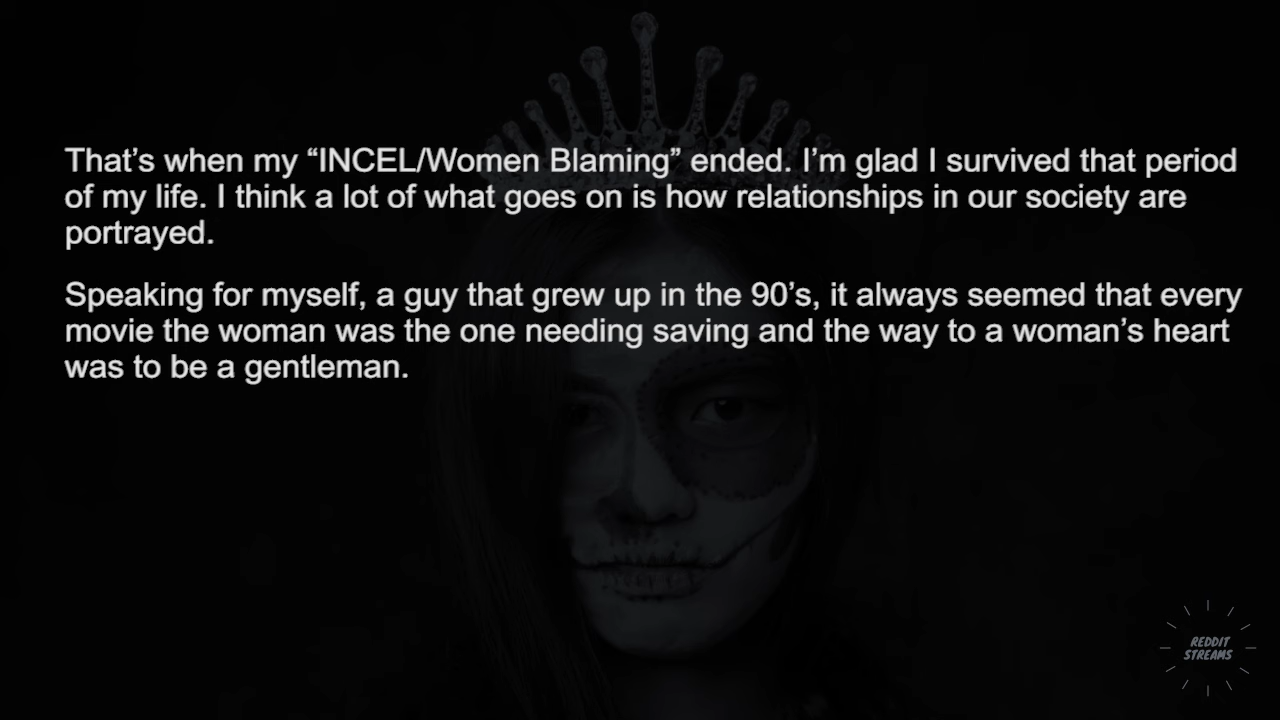 That’s when my “INCEL/Women Blaming” ended. I’m glad I survived that period
of my life. I think a lot of what goes on is how relationships in our society are
portrayed.
Speaking for myself, a guy that grew up in the 90’s, it always seemed that every
movie the woman was the one needing saving and the way to a woman’s heart
was to be a gentleman.
REDDIT
STREAMS